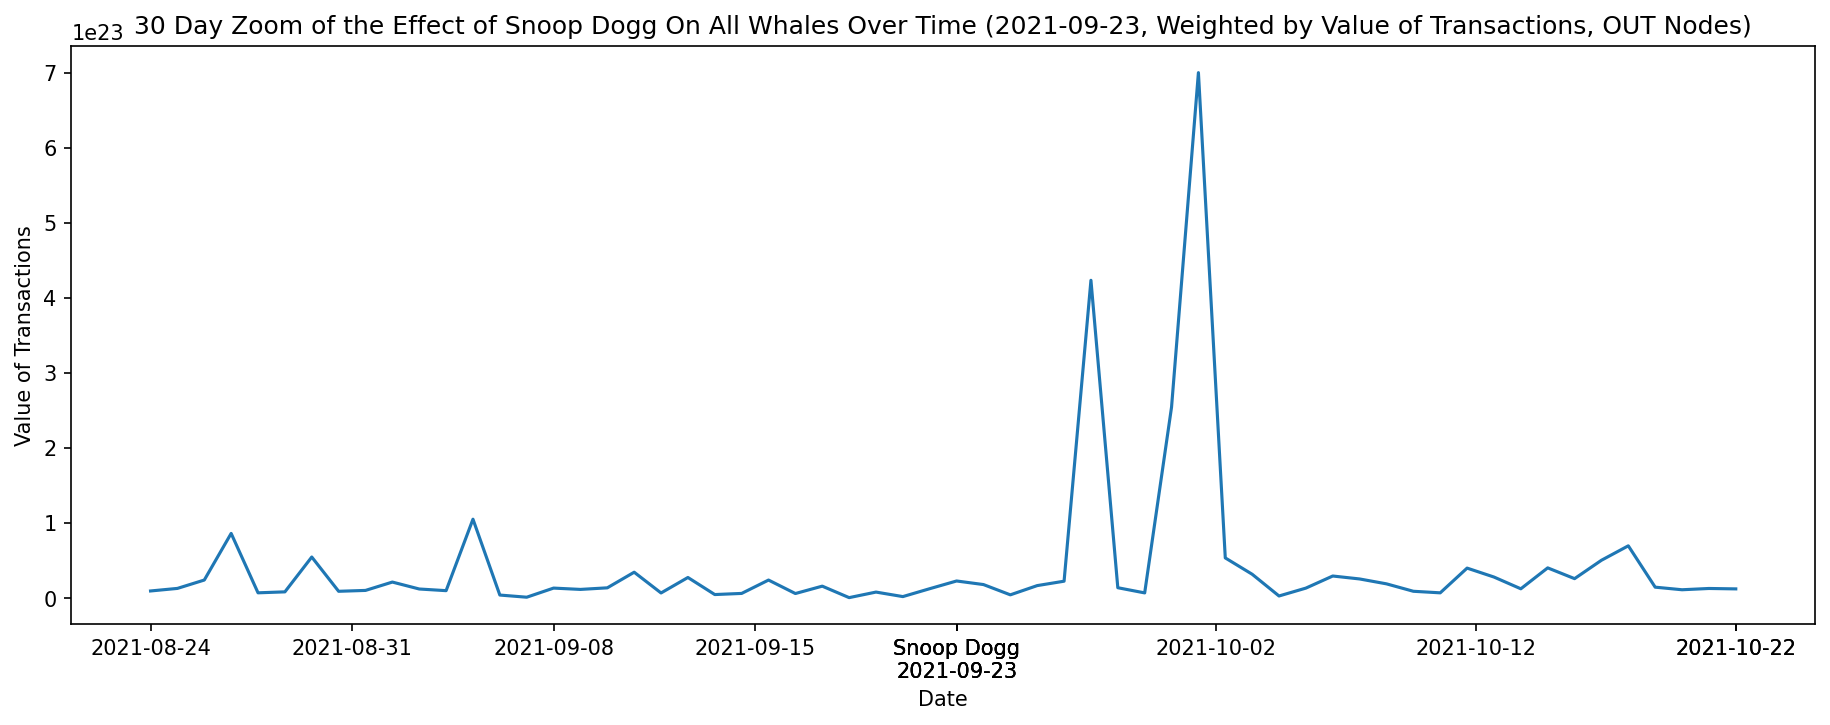 1e23 30 Day Zoom of the Effect of Snoop Dogg On All Whales Over Time (2021-09-23, Weighted by Value of Transactions, OUT Nodes)
7
6
5
4
3
2
1
0
Value of Transactions
2021-08-24 2021-08-31 2021-09-08 2021-09-15 Snoop Dogg 2021-10-02 2021-10-12 2021-10-22
2021-09-23
Date